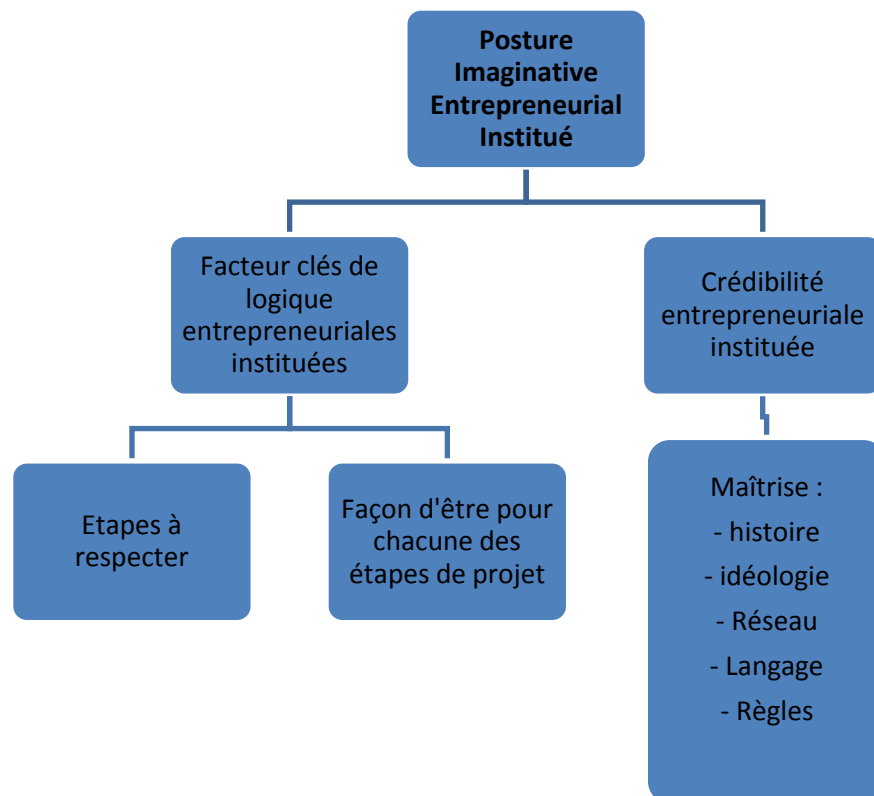 Posture
Imaginative
Entrepreneurial
Institué
Facteur clés de
logique
entrepreneuriales
instituées
Crédibilité
entrepreneuriale
instituée
Etapes à
respecter
Façon d'être pour
chacune des
étapes de projet
Maîtrise :
- histoire
- idéologie
- Réseau
- Langage
- Règles